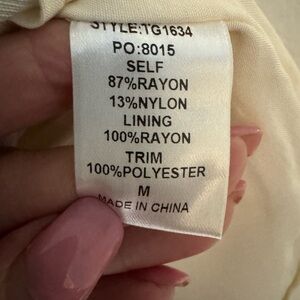 STYLE:TG1634
PO:8015
SELF
87%RAYON
13%NYLON
LINING
100%RAYON
TRIM
100%POLYESTER
M
MADE IN CHINA